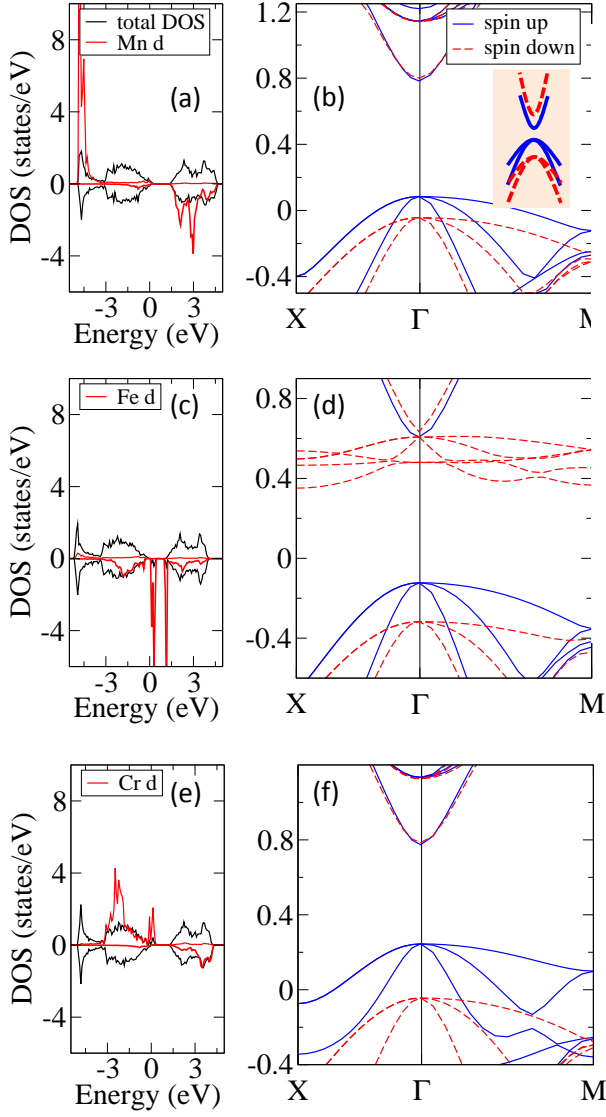 total DOS
Mn d
(a)
8
4
0
-4
DOS (states/eV)
-3 0 3
Energy (eV)
spin up
spin down
(b)
1.2
0.8
0.4
0
-0.4
X Γ M
Fe d
(c)
8
4
0
-4
DOS (states/eV)
-3 0 3
Energy (eV)
(d)
0.8
0.4
0
-0.4
X Γ M
Cr d
(e)
8
4
0
-4
DOS (states/eV)
-3 0 3
Energy (eV)
(f)
0.8
0.4
0
-0.4
X Γ M